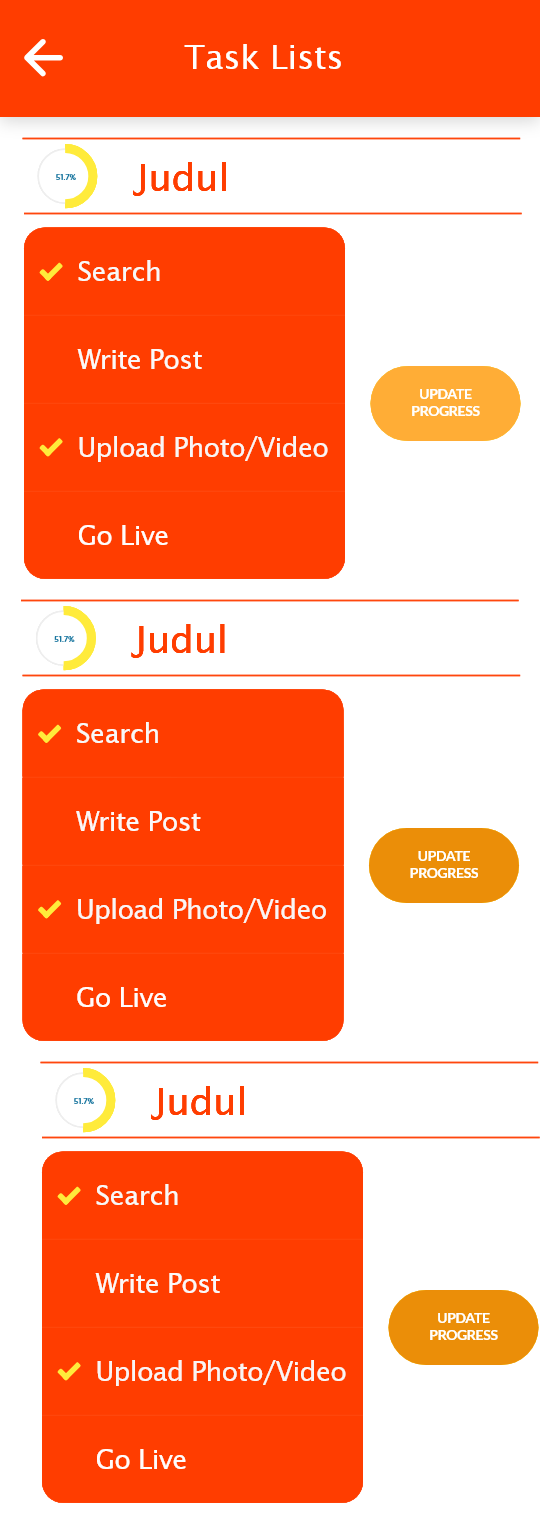 Task Lists
51.7%
Judul
Search
Write Post
Upload Photo/Video
Go Live
UPDATE
PROGRESS
51.7%
Judul
Search
Write Post
Upload Photo/Video
Go Live
UPDATE
PROGRESS
51.7%
Judul
Search
Write Post
Upload Photo/Video
Go Live
UPDATE
PROGRESS